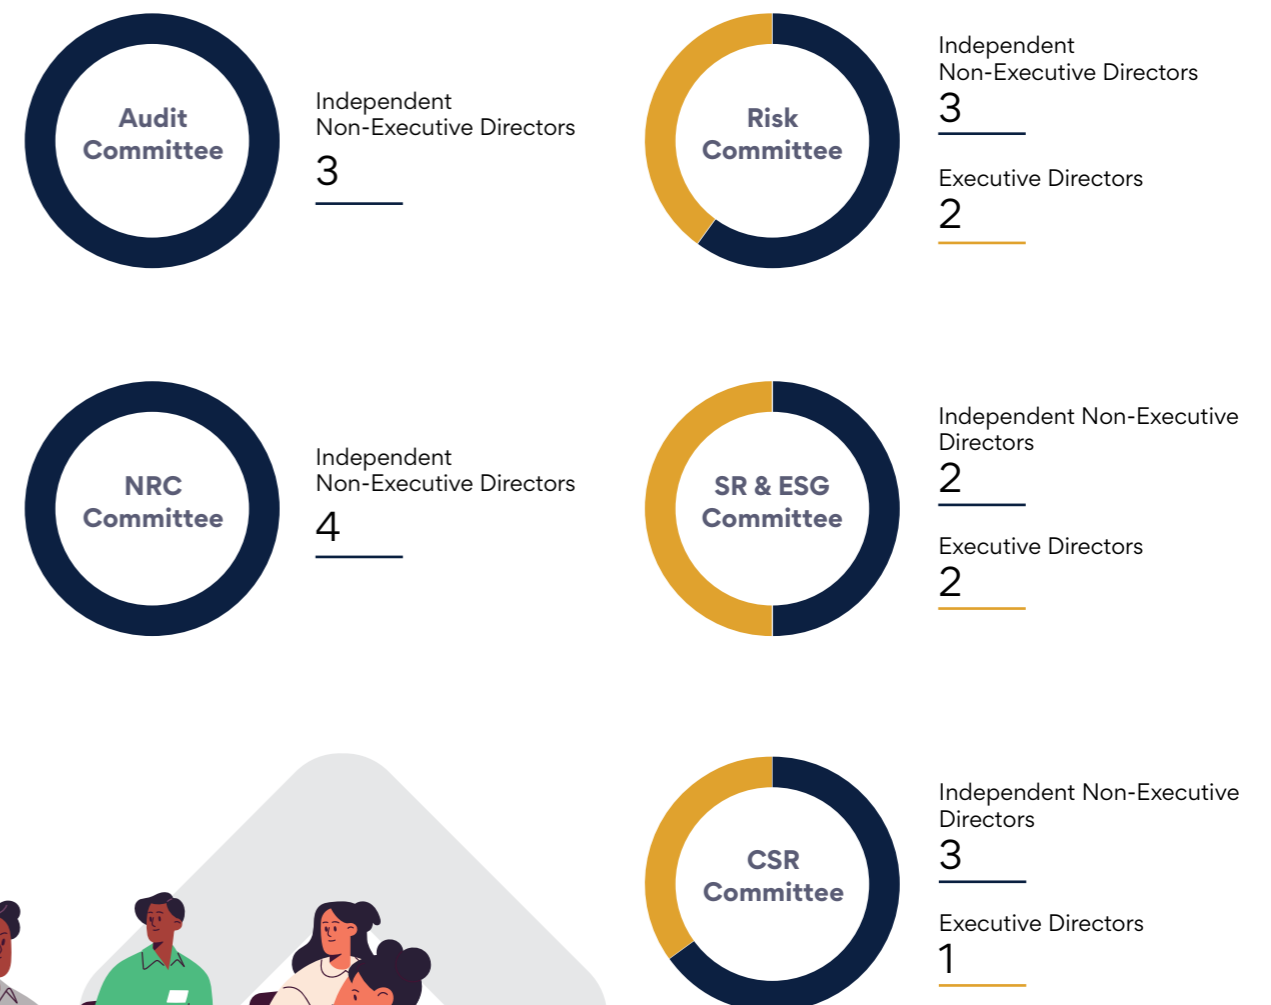 Audit
Committee
Independent
Non-Executive Directors
3
Risk
Committee
Independent
Non-Executive Directors
3
Executive Directors
2
NRC
Committee
Independent
Non-Executive Directors
4
SR & ESG
Committee
Independent Non-Executive
Directors
2
Executive Directors
2
CSR
Committee
Independent Non-Executive
Directors
3
Executive Directors
1